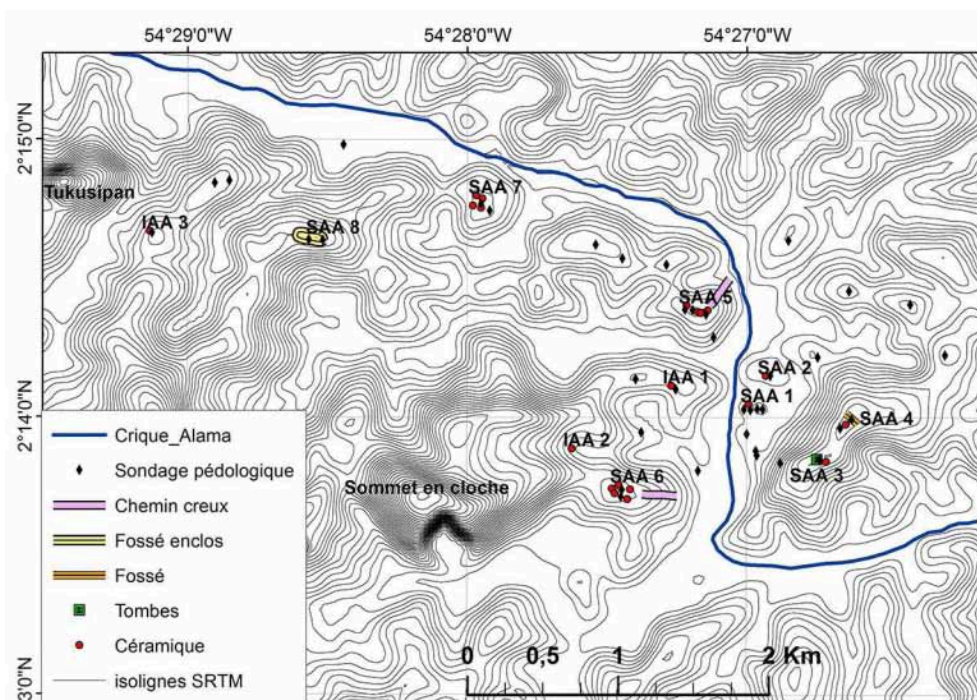 54°29'0"W
54°28'0"W
54°27'0"W
2°15'0"N
Tukusipan
SAA 7
IAA 3
SAA 8
SAA 5
IAA 1
SAA 2
SAA 1
2°14'0"N
SAA 4
IAA 2
SAA 3
SAA 6
Sommet en cloche
Crique_Alama
Sondage pédologique
Chemin creux
Fossé enclos
Fossé
Tombes
Céramique
isolignes SRTM
0 0,5 1 2 Km
3'0"N